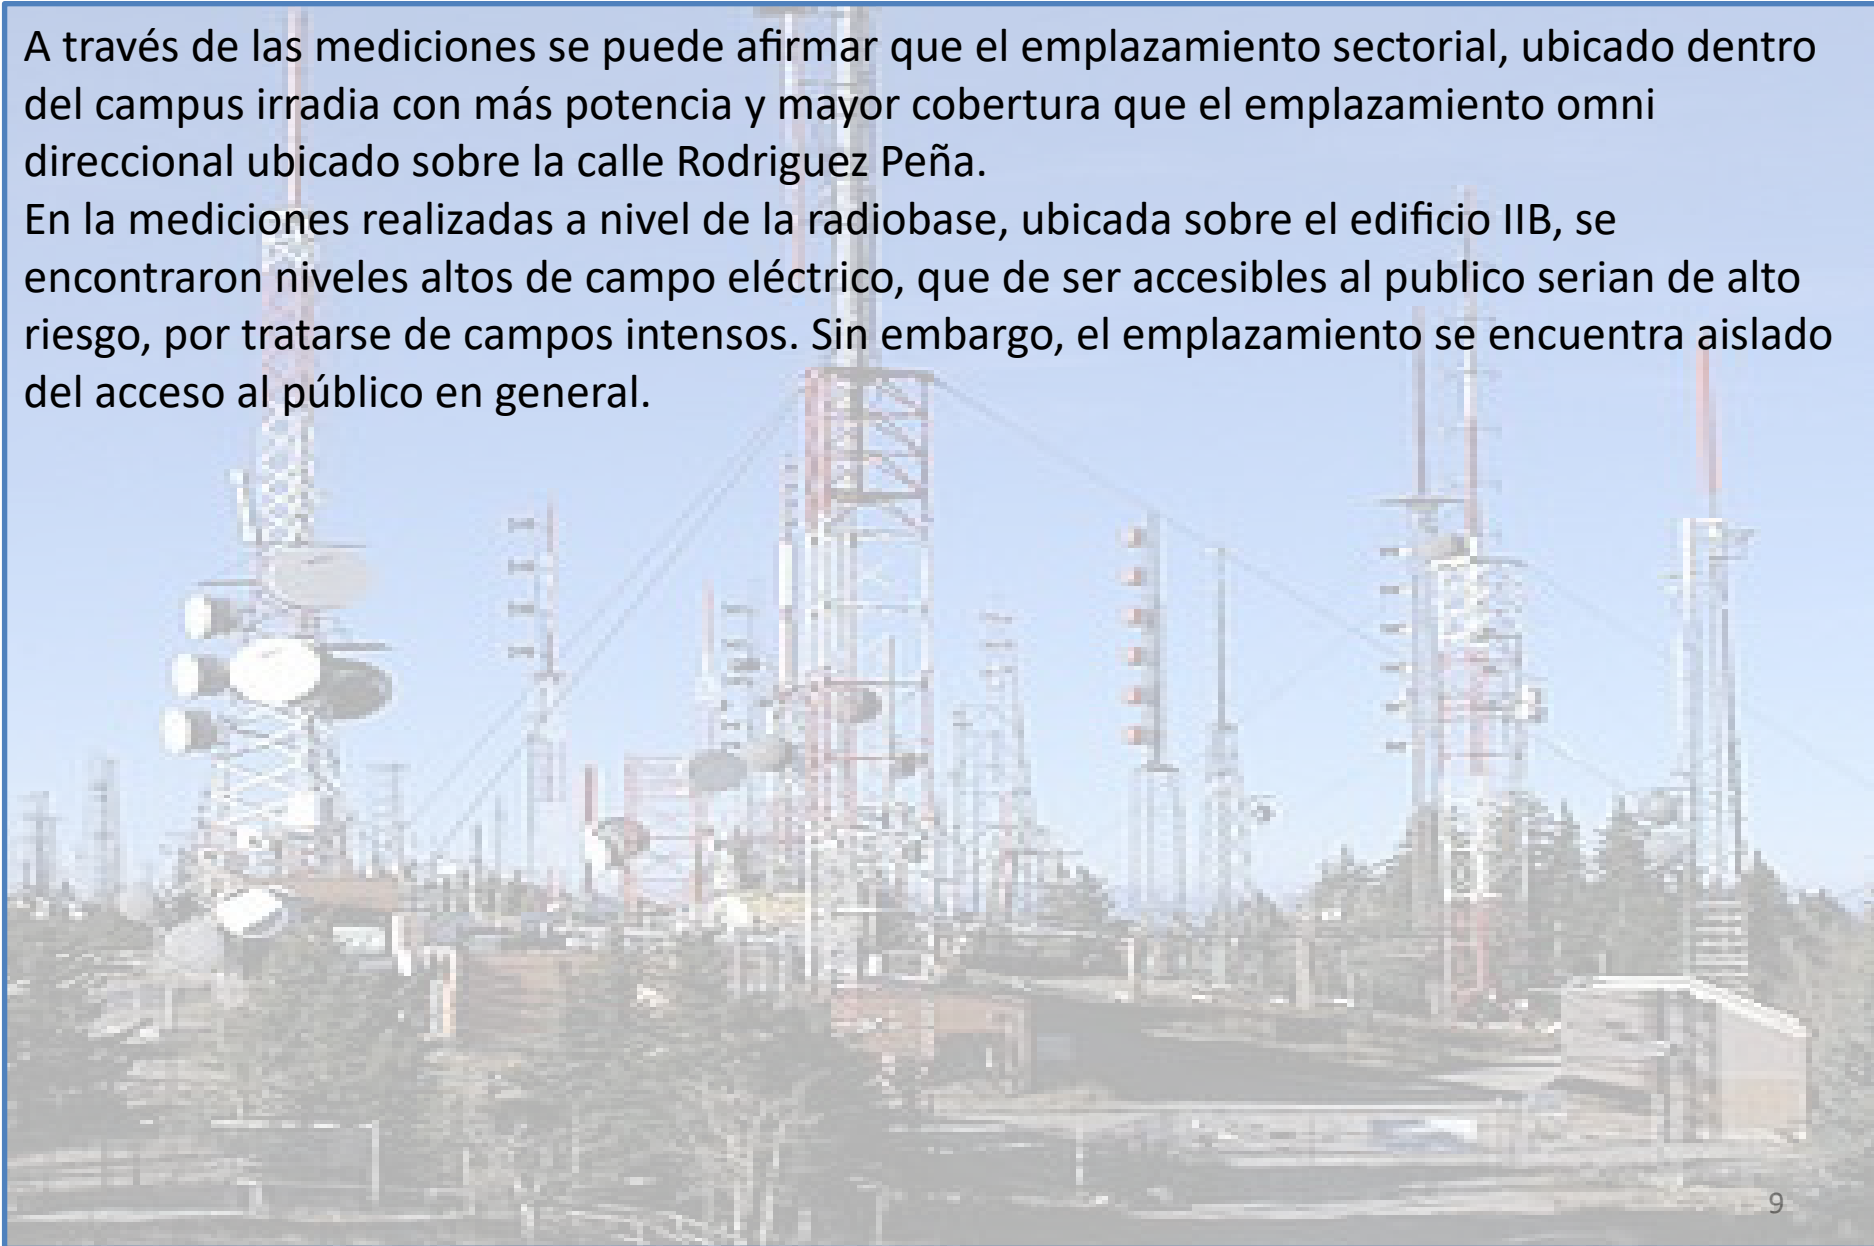 A través de las mediciones se puede afirmar que el emplazamiento sectorial, ubicado dentro
del campus irradia con más potencia y mayor cobertura que el emplazamiento omni
direccional ubicado sobre la calle Rodriguez Peña.
En la mediciones realizadas a nivel de la radiobase, ubicada sobre el edificio IIB, se
encontraron niveles altos de campo eléctrico, que de ser accesibles al publico serian de alto
riesgo, por tratarse de campos intensos. Sin embargo, el emplazamiento se encuentra aislado
del acceso al público en general.
9